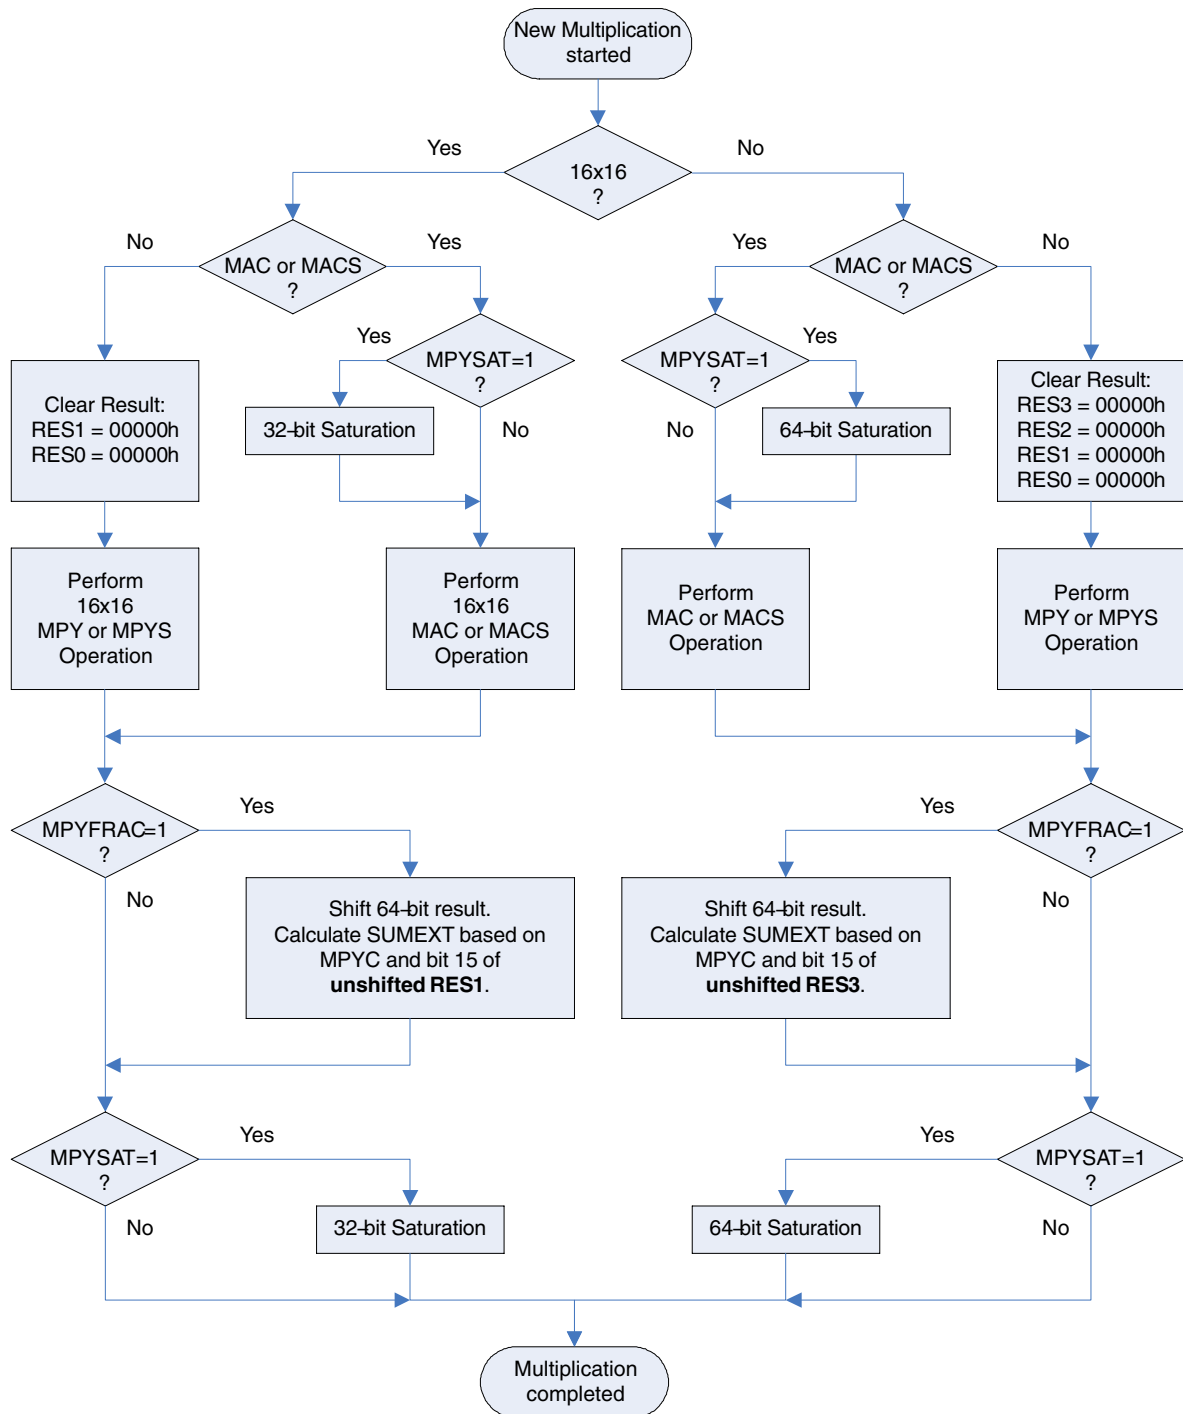 New Multiplication
started
Yes
No
16x16
?
No
Yes
Yes
No
MAC or MACS
?
MAC or MACS
?
Yes
Yes
MPYSAT=1
?
MPYSAT=1
?
Clear Result:
RES1 = 00000h
RES0 = 00000h
Clear Result:
RES3 = 00000h
RES2 = 00000h
RES1 = 00000h
RES0 = 00000h
32–bit Saturation
No
No
64–bit Saturation
Perform
16x16
MPY or MPYS
Operation
Perform
16x16
MAC or MACS
Operation
Perform
MAC or MACS
Operation
Perform
MPY or MPYS
Operation
Yes
Yes
MPYFRAC=1
?
MPYFRAC=1
?
No
No
Shift 64–bit result.
Calculate SUMEXT based on
MPYC and bit 15 of
unshifted RES1.
Shift 64–bit result.
Calculate SUMEXT based on
MPYC and bit 15 of
unshifted RES3.
Yes
Yes
MPYSAT=1
?
MPYSAT=1
?
No
32–bit Saturation
64–bit Saturation
No
Multiplication
completed